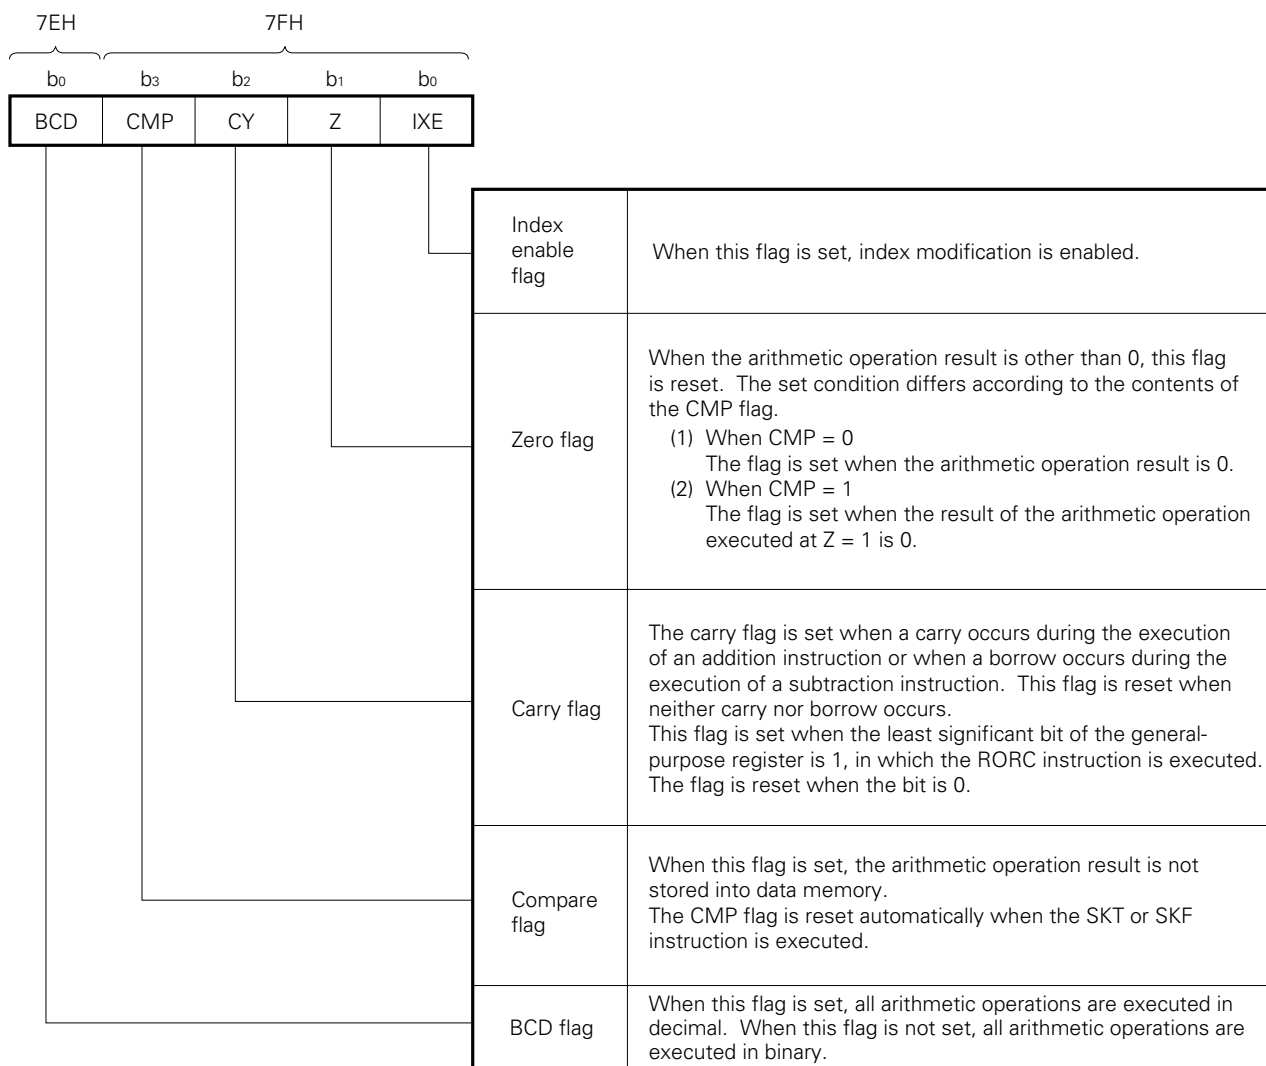 7EH 7FH
b0 b3 b2 b1 b0
BCD CMP CY Z IXE
Index
enable
flag
When this flag is set, index modification is enabled.
Zero flag
When the arithmetic operation result is other than 0, this flag
is reset. The set condition differs according to the contents of
the CMP flag.
(1) When CMP = 0
The flag is set when the arithmetic operation result is 0.
(2) When CMP = 1
The flag is set when the result of the arithmetic operation
executed at Z = 1 is 0.
Carry flag
The carry flag is set when a carry occurs during the execution
of an addition instruction or when a borrow occurs during the
execution of a subtraction instruction. This flag is reset when
neither carry nor borrow occurs.
This flag is set when the least significant bit of the general-
purpose register is 1, in which the RORC instruction is executed.
The flag is reset when the bit is 0.
Compare
flag
When this flag is set, the arithmetic operation result is not
stored into data memory.
The CMP flag is reset automatically when the SKT or SKF
instruction is executed.
BCD flag
When this flag is set, all arithmetic operations are executed in
decimal. When this flag is not set, all arithmetic operations are
executed in binary.